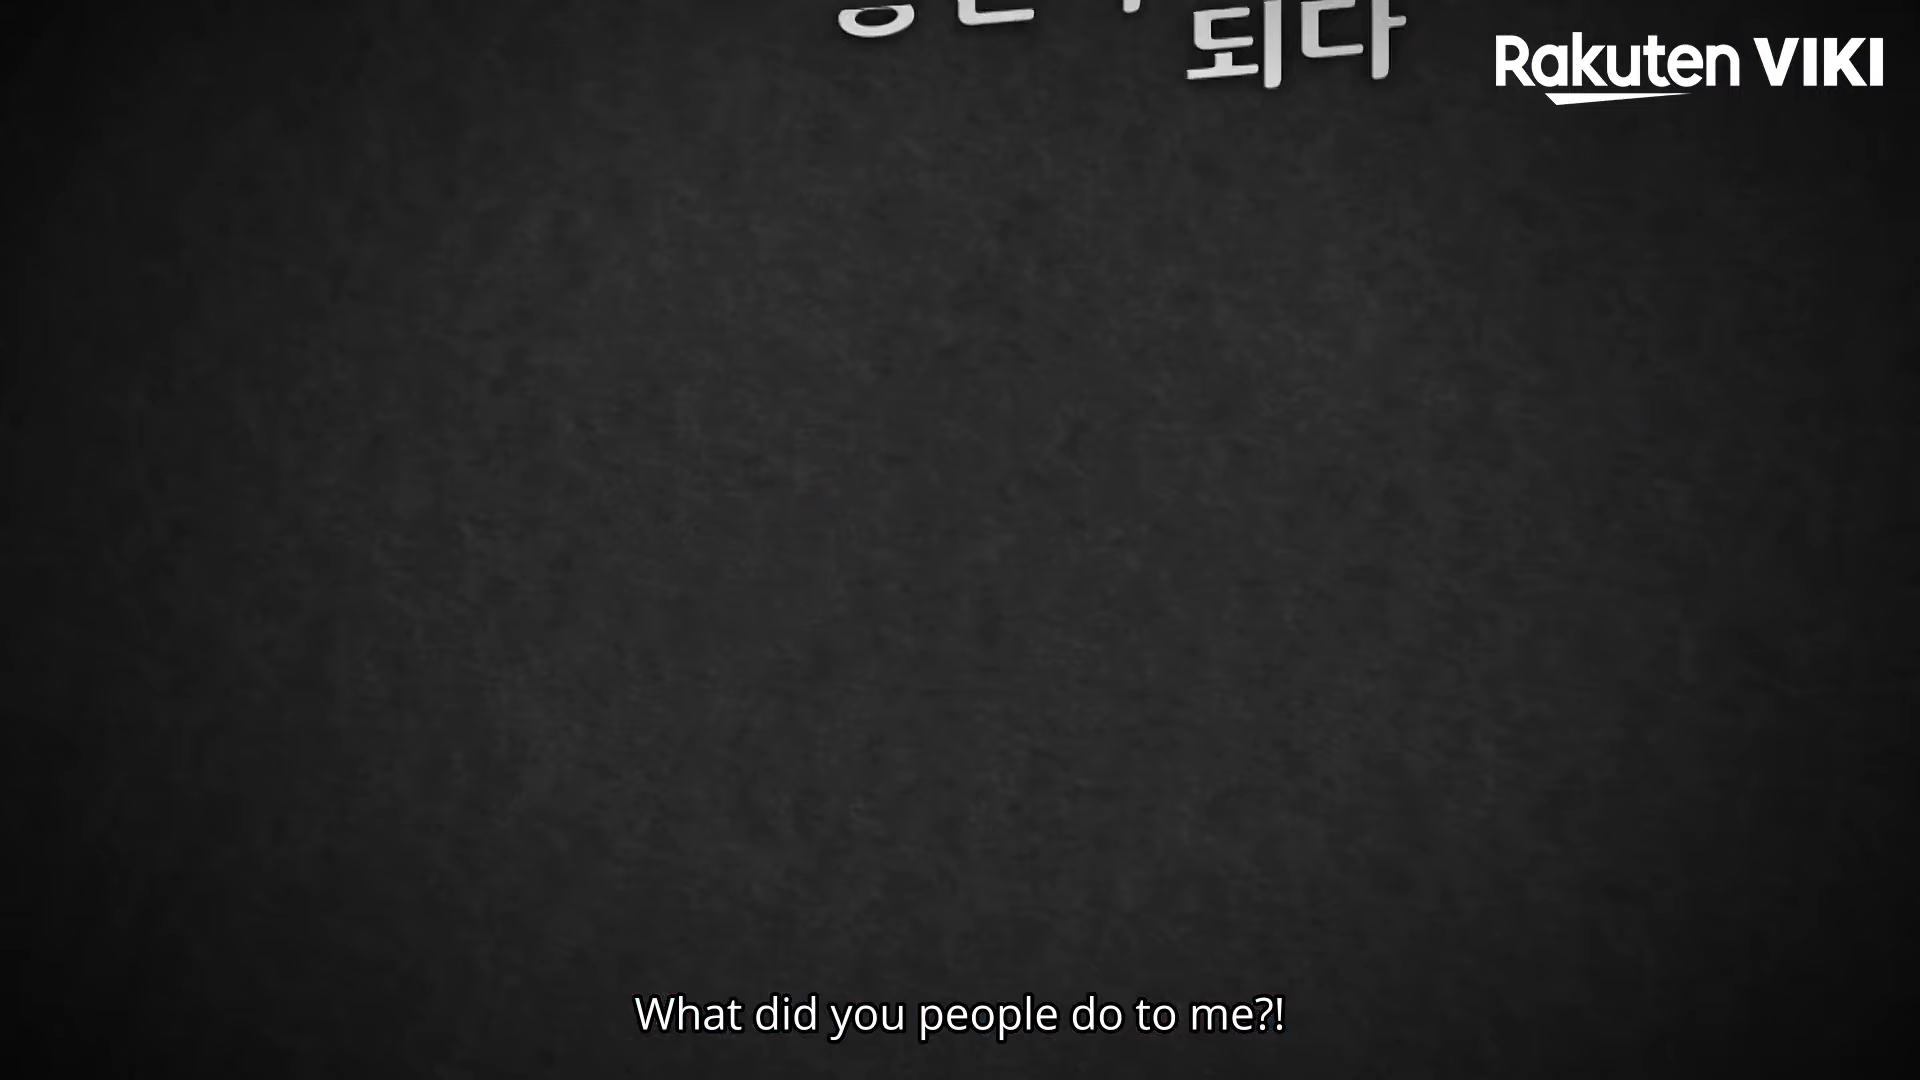 되다
Rakuten VIKI
What did you people do to me?!